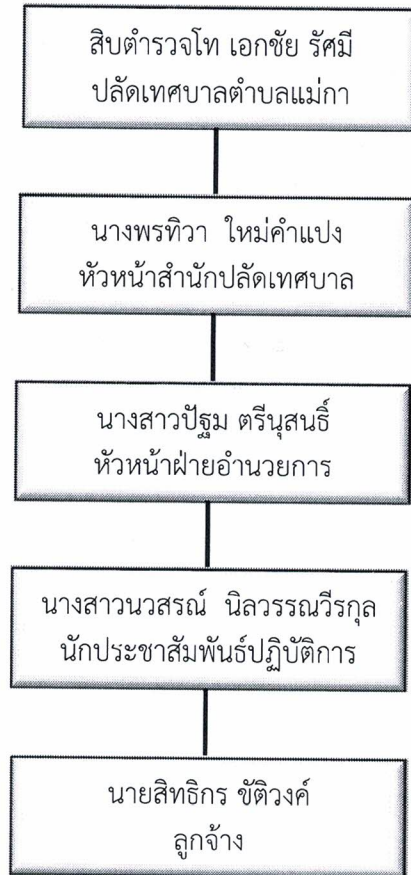 สิบตำรวจโท เอกชัย รัศมี
ปลัดเทศบาลตำบลแม่กา
นางพรทิวา ใหม่คำแปง
หัวหน้าสำนักปลัดเทศบาล
นางสาวปัฐม ตรีนุสนธิ์
หัวหน้าฝ่ายอำนวยการ
นางสาวนวสรณ์ นิลวรรณวีรกุล
นักประชาสัมพันธ์ปฏิบัติการ
นายสิทธิกร ขัติวงค์
ลูกจ้าง